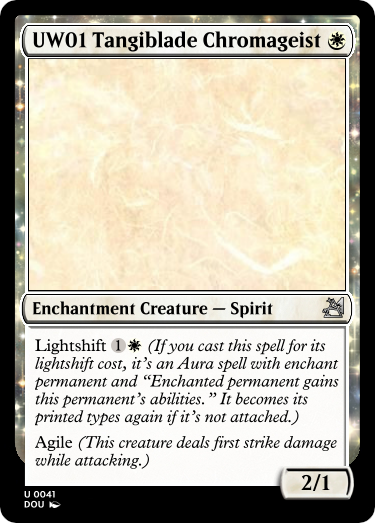 UW01 Tangiblade Chromageist
Enchantment Creature — Spirit
Lightshift 1 (If you cast this spell for its
lightshift cost, it's an Aura spell with enchant
permanent and “Enchanted permanent gains
this permanent's abilities.” It becomes its
printed types again if it's not attached.)
Agile (This creature deals first strike damage
while attacking.)
2/1
U 0041
DOU